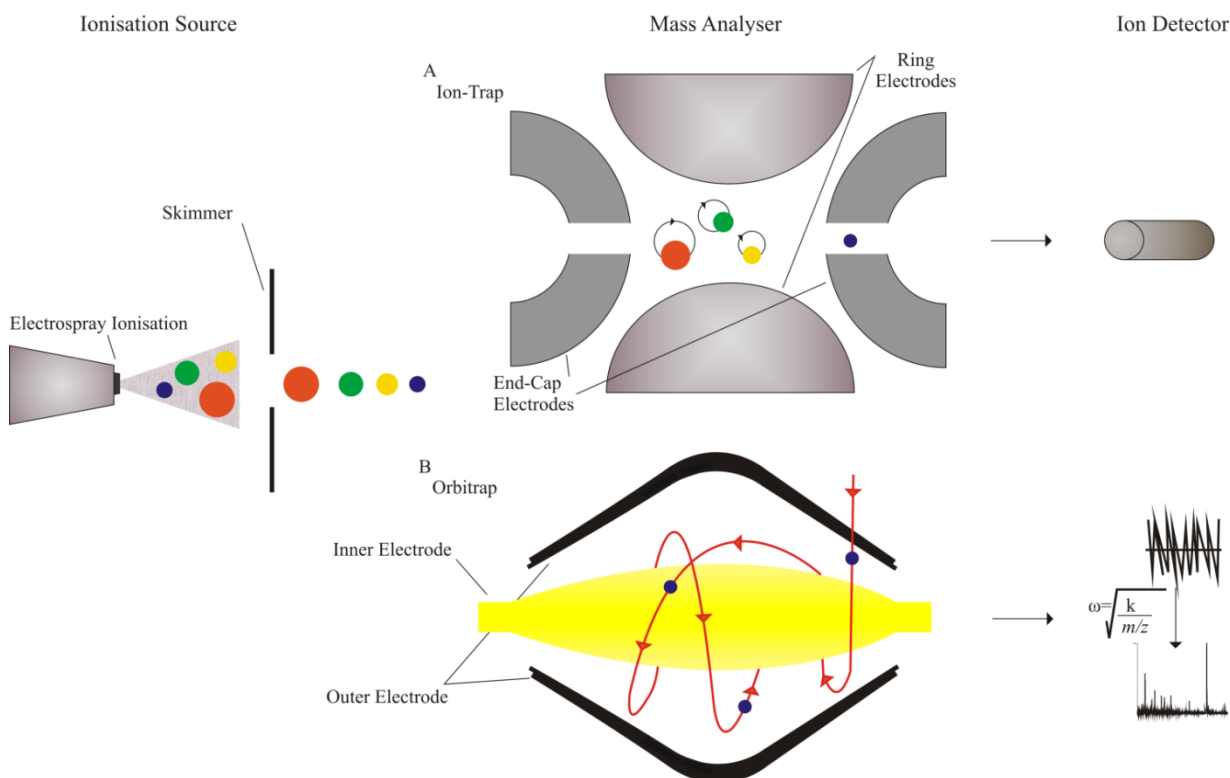 Ionisation Source
Mass Analyser
Ion Detector
A
Ion-Trap
Ring
Electrodes
Skimmer
Electrospray Ionisation
End-Cap
Electrodes
B
Orbitrap
Inner Electrode
Outer Electrode
ω=√k
m/z